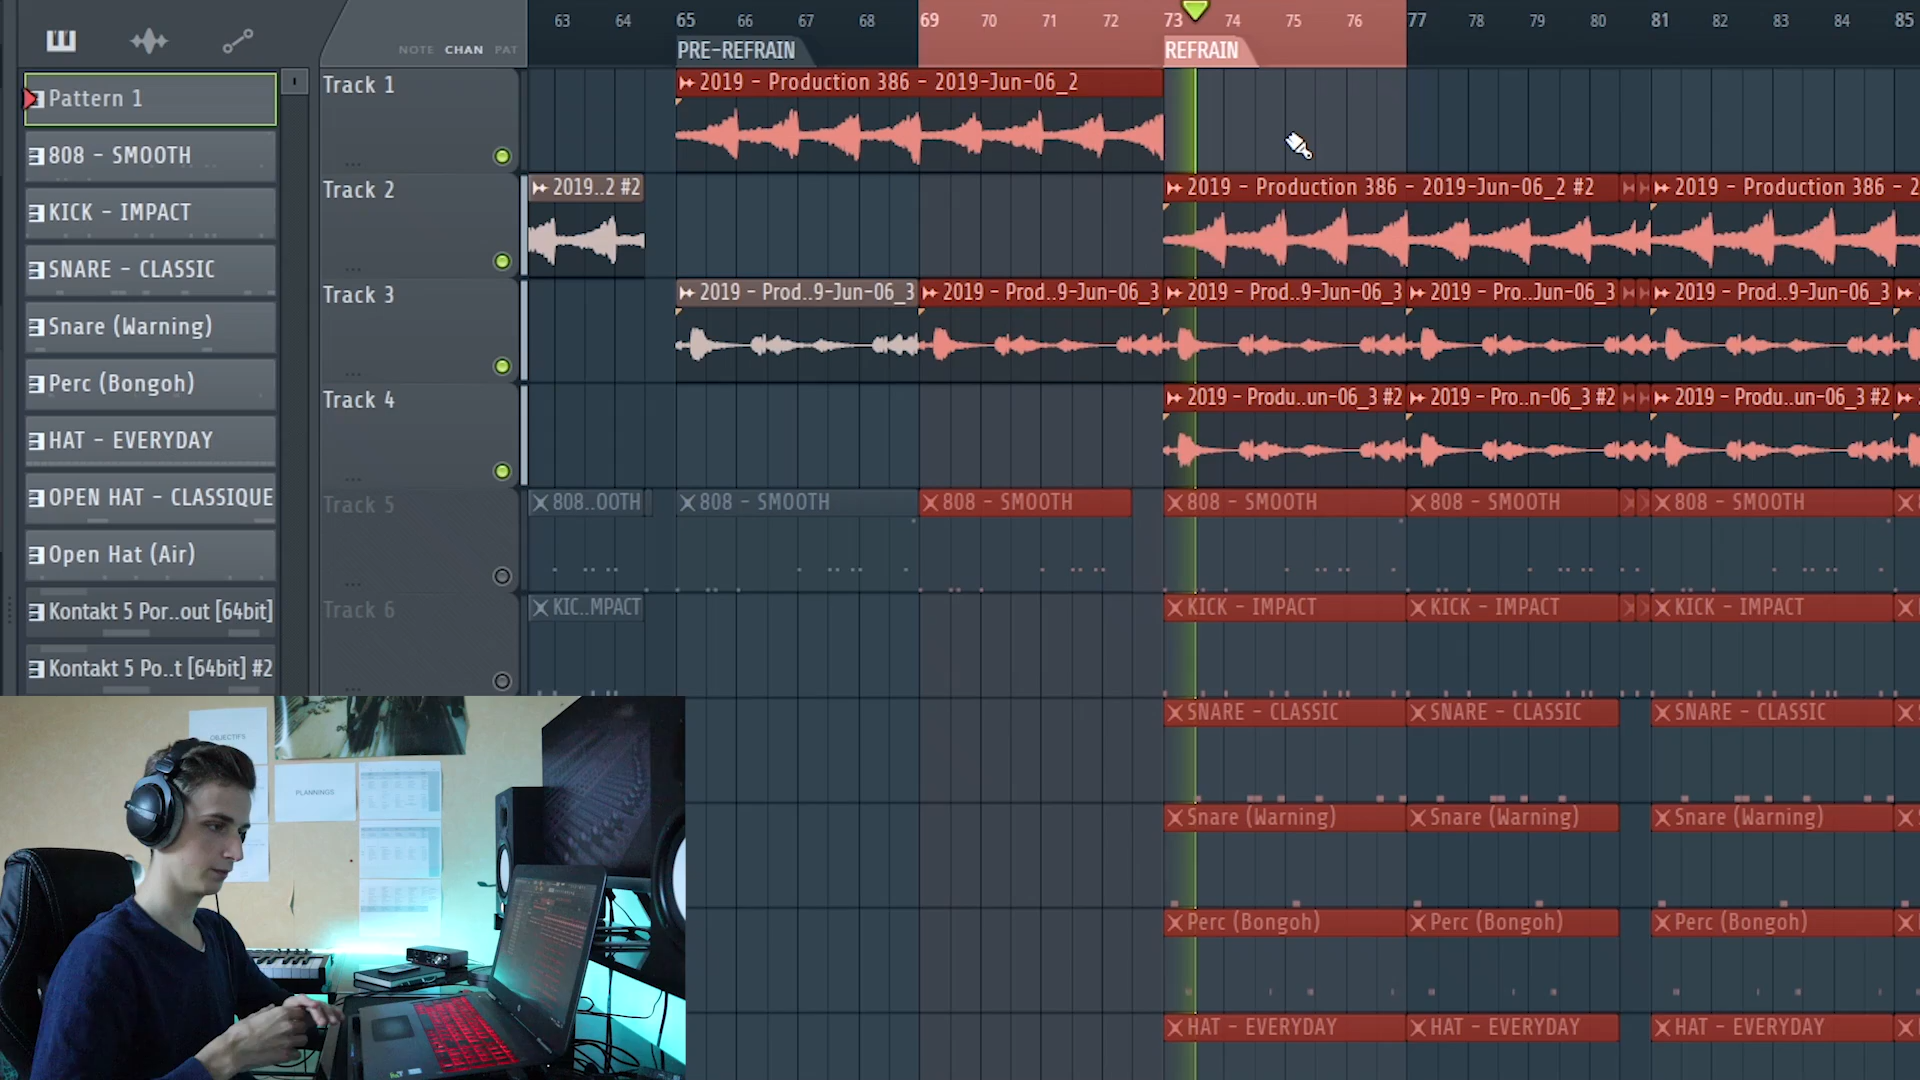 NOTE CHAN PAT
63 64 65 66 67 68 69 70 71 72 73 74 75 76 77 78 79 80 81 82 83 84 85
PRE-REFRAIN REFRAIN
Pattern 1
808 - SMOOTH
KICK - IMPACT
SNARE - CLASSIC
Snare (Warning)
Perc (Bongoh)
HAT - EVERYDAY
OPEN HAT - CLASSIQUE
Open Hat (Air)
Kontakt 5 Por..out [64bit]
Kontakt 5 Po..t [64bit] #2
Track 1
2019 - Production 386 - 2019-Jun-06_2
Track 2
2019..2 #2
2019 - Production 386 - 2019-Jun-06_2 #2
2019 - Production 386 - 2
Track 3
2019 - Prod..9-Jun-06_3
2019 - Prod..9-Jun-06_3
2019 - Prod..9-Jun-06_3
2019 - Pro..Jun-06_3
2019 - Prod..9-Jun-06_3
Track 4
2019 - Produ..un-06_3 #2
2019 - Pro..n-06_3 #2
2019 - Produ..un-06_3 #2
Track 5
808..OOTH
808 - SMOOTH
808 - SMOOTH
808 - SMOOTH
808 - SMOOTH
808 - SMOOTH
Track 6
KIC..MPACT
KICK - IMPACT
KICK - IMPACT
KICK - IMPACT
SNARE - CLASSIC
SNARE - CLASSIC
SNARE - CLASSIC
Snare (Warning)
Snare (Warning)
Snare (Warning)
Perc (Bongoh)
Perc (Bongoh)
Perc (Bongoh)
HAT - EVERYDAY
HAT - EVERYDAY
HAT - EVERYDAY
OBJECTIFS
PLANNINGS